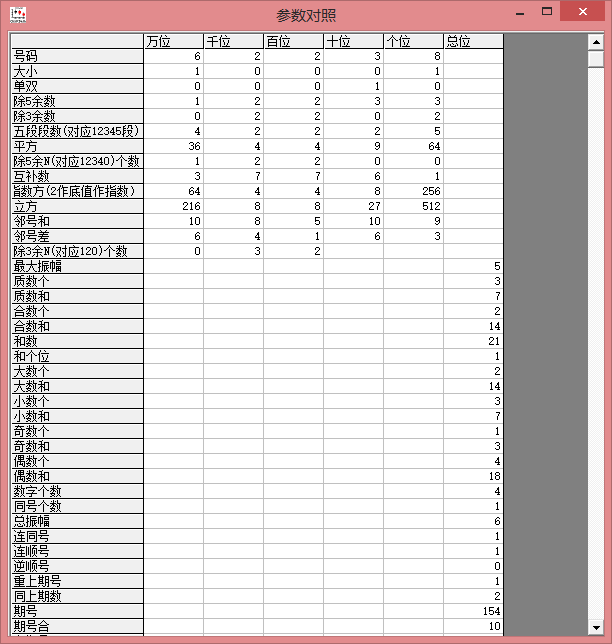 参数对照
万位 千位 百位 十位 个位 总位
号码 6 2 2 3 8
大小 1 0 0 0 1
单双 0 0 0 1 0
除5余数 1 2 2 3 3
除3余数 0 2 2 0 2
五段段数(对应12345段) 4 2 2 2 5
平方 36 4 4 9 64
除5余N(对应12340)个数 1 2 2 0 0
互补数 3 7 7 6 1
指数方(2作底值作指数) 64 4 4 8 256
立方 216 8 8 27 512
邻号和 10 8 5 10 9
邻号差 6 4 1 6 3
除3余N(对应120)个数 0 3 2
最大振幅 5
质数个 3
质数和 7
合数个 2
合数和 14
和数 21
和个位 1
大数个 2
大数和 14
小数个 3
小数和 7
奇数个 1
奇数和 3
偶数个 4
偶数和 18
数字个数 4
同号个数 1
总振幅 6
连同号 1
连顺号 1
逆顺号 0
重上期号 1
同上期数 2
期号 154
期号合 10